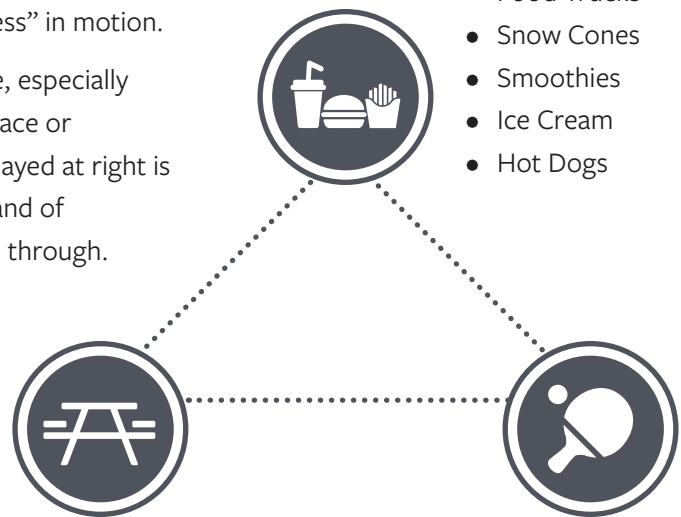 ess” in motion.
e, especially
ace or
ayed at right is
and of
through.
• Snow Cones
• Smoothies
• Ice Cream
• Hot Dogs